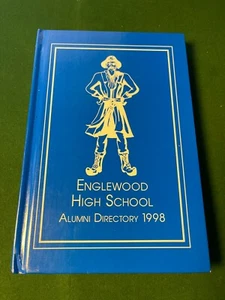 Englewood
High School
Alumni Directory 1998